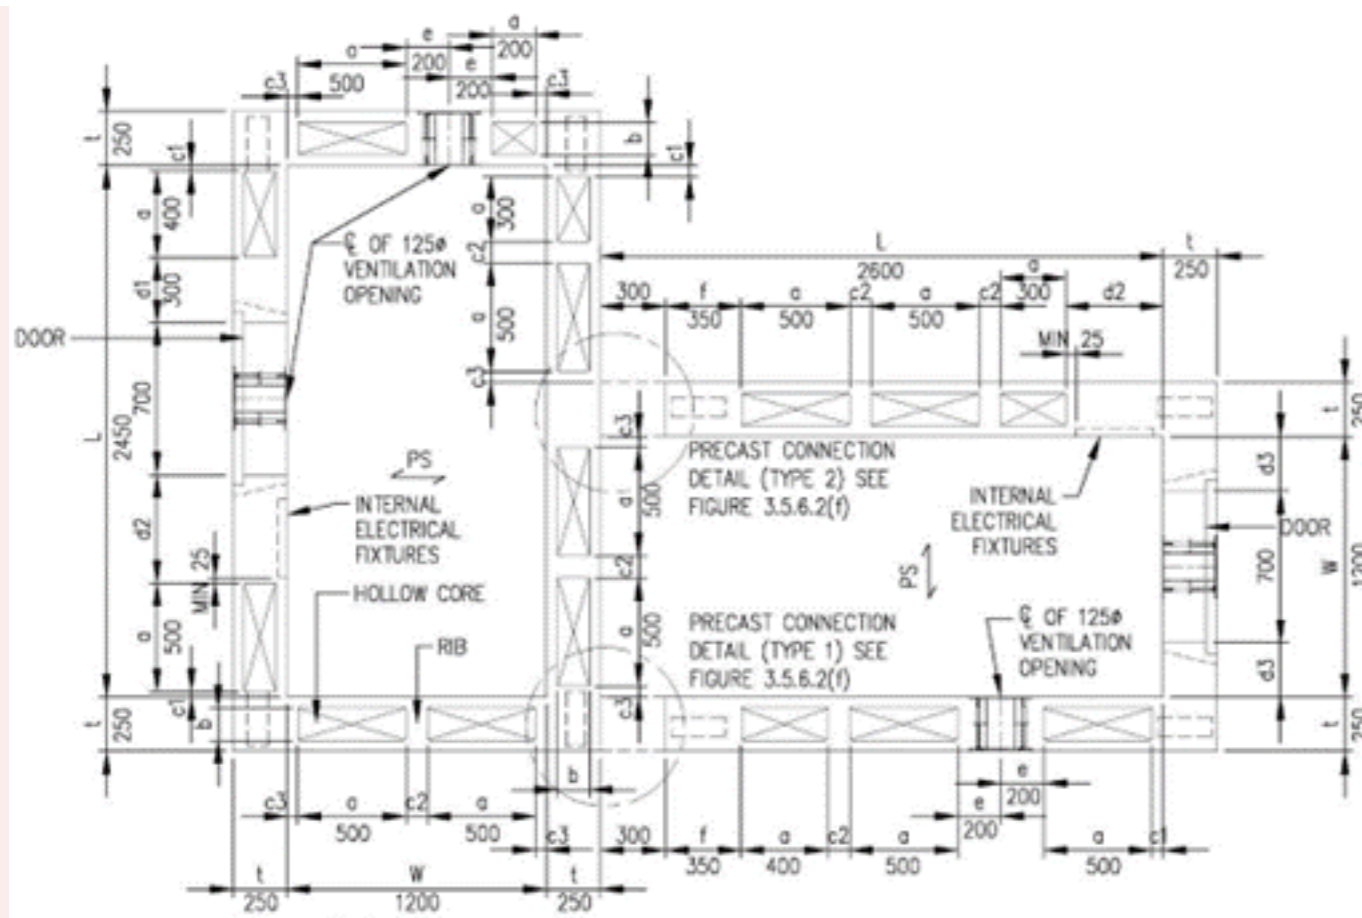 a
e
200
a
200
e
200
c3
500
c3
t
250
c1
b
c1
a
400
a
300
c2
℄ OF 125ø
VENTILATION
OPENING
d1
300
a
500
c3
L
2600
t
250
300
f
350
a
500
c2
a
500
c2
a
300
d2
MIN 25
DOOR
L
2450
700
PS
INTERNAL
ELECTRICAL
FIXTURES
d2
MIN 25
HOLLOW CORE
RIB
a
500
c1
t
250
b
c3
a
500
c2
a
500
c3
PRECAST CONNECTION
DETAIL (TYPE 2) SEE
FIGURE 3.5.6.2(f)
INTERNAL
ELECTRICAL
FIXTURES
PS
t
250
d3
DOOR
700
W
1200
d3
t
250
PRECAST CONNECTION
DETAIL (TYPE 1) SEE
FIGURE 3.5.6.2(f)
℄ OF 125ø
VENTILATION
OPENING
c3
a
500
c2
a
500
c3
b
300
f
350
a
400
c2
a
500
e
200
e
200
a
500
c1
t
250
W
1200
t
250